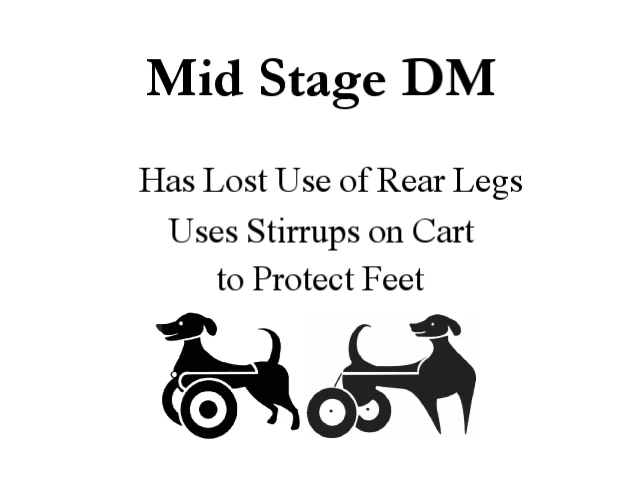 Mid Stage DM
Has Lost Use of Rear Legs
Uses Stirrups on Cart
to Protect Feet